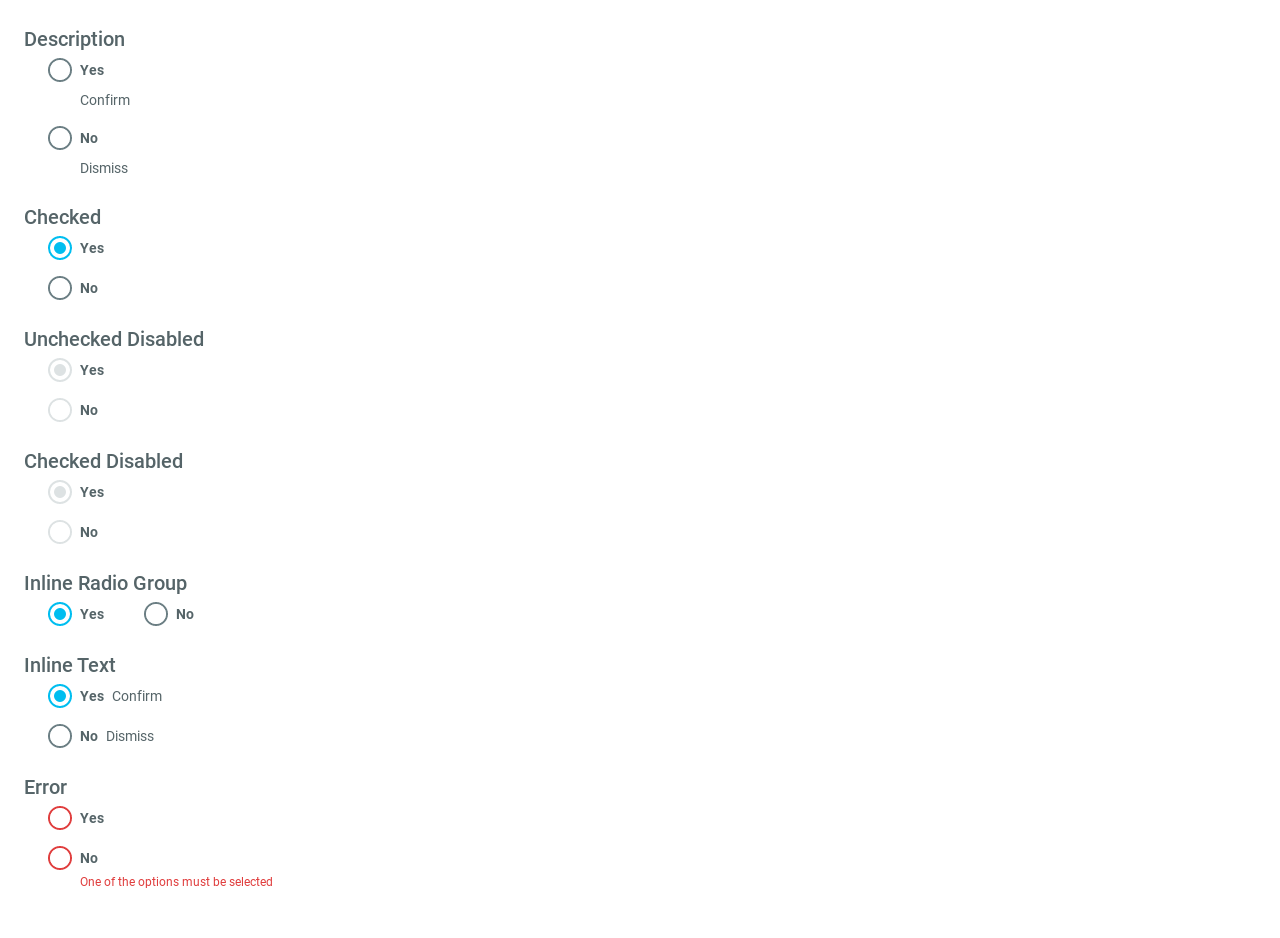 Description
Yes
Confirm
No
Dismiss
Checked
Yes
No
Unchecked Disabled
Yes
No
Checked Disabled
Yes
No
Inline Radio Group
Yes No
Inline Text
Yes Confirm
No Dismiss
Error
Yes
No
One of the options must be selected